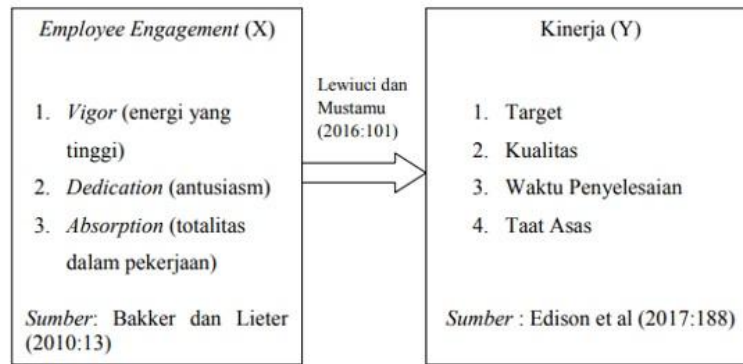 Employee Engagement (X)
1. Vigor (energi yang
tinggi)
2. Dedication (antusiasm)
3. Absorption (totalitas
dalam pekerjaan)
Sumber: Bakker dan Lieter
(2010:13)
Lewiuci dan
Mustamu
(2016:101)
Kinerja (Y)
1. Target
2. Kualitas
3. Waktu Penyelesaian
4. Taat Asas
Sumber : Edison et al (2017:188)